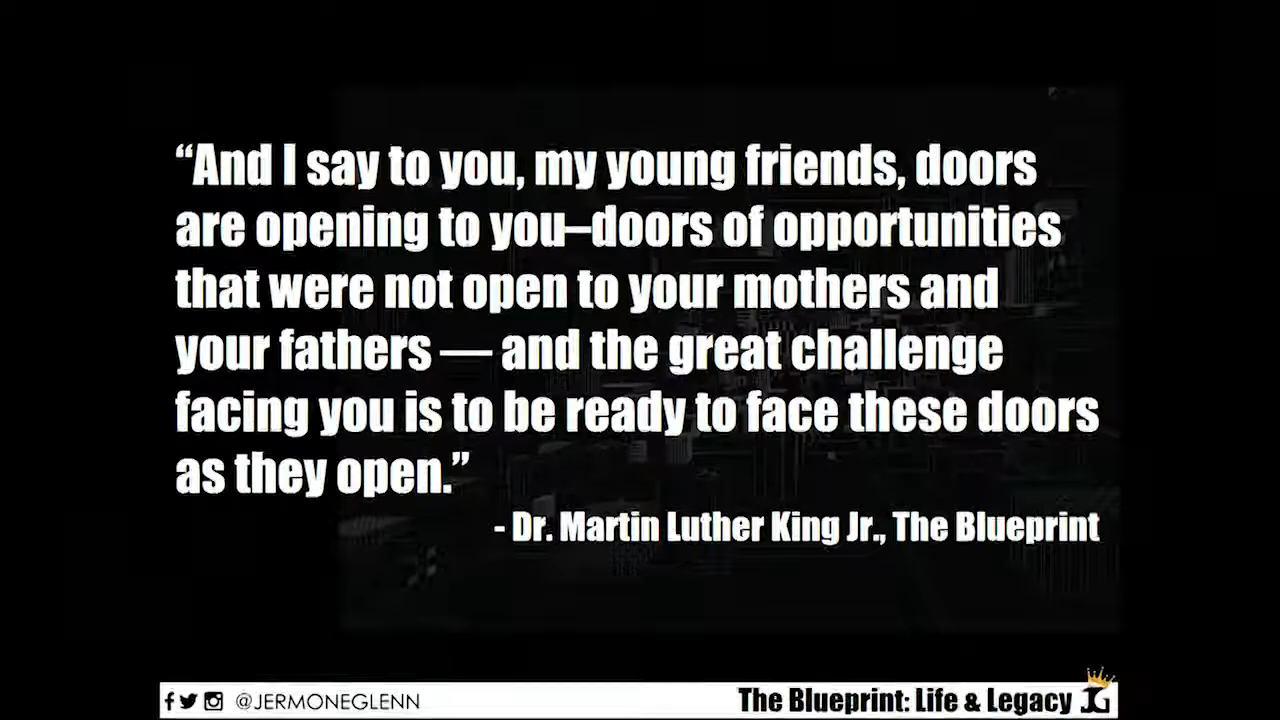 “And I say to you, my young friends, doors
are opening to you–doors of opportunities
that were not open to your mothers and
your fathers — and the great challenge
facing you is to be ready to face these doors
as they open.”
- Dr. Martin Luther King Jr., The Blueprint
@JERMONEGLENN
The Blueprint: Life & Legacy JG